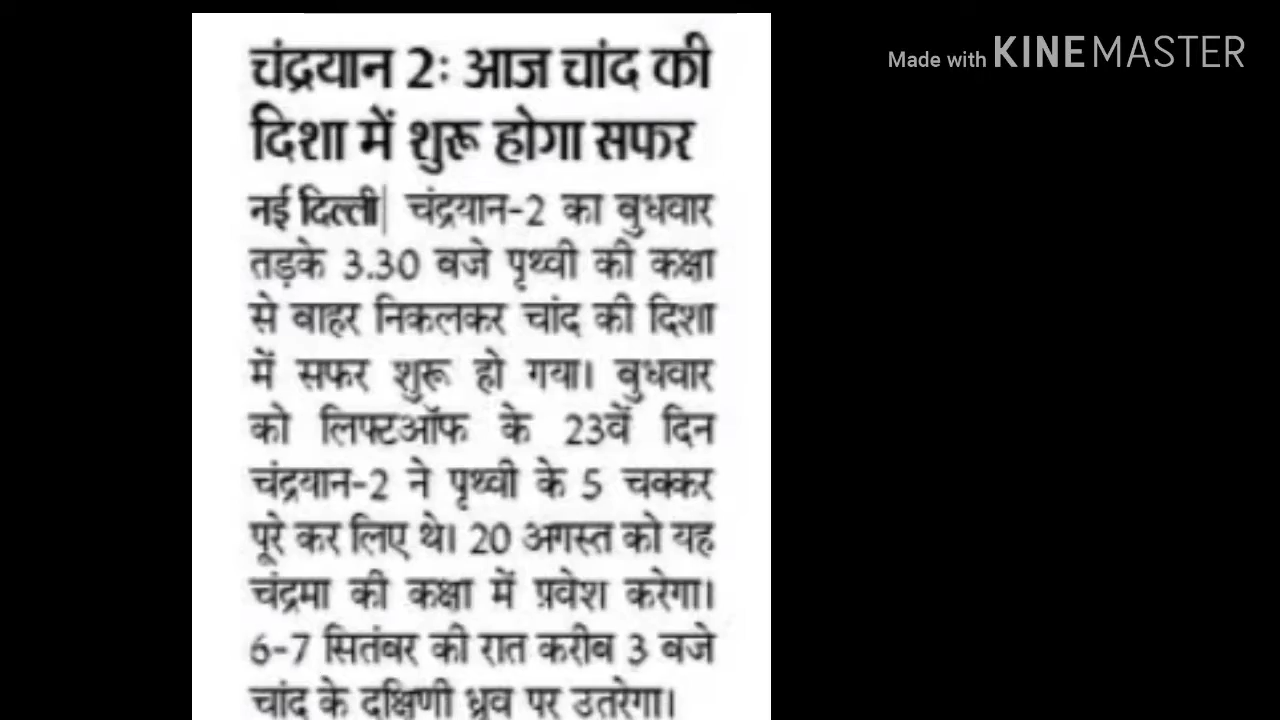 Made with KINEMASTER
चंद्रयान 2: आज चांद की
दिशा में शुरू होगा सफर
नई दिल्ली| चंद्रयान-2 का बुधवार
तड़के 3.30 बजे पृथ्वी की कक्षा
से बाहर निकलकर चांद की दिशा
में सफर शुरू हो गया। बुधवार
को लिफ्टऑफ के 23वें दिन
चंद्रयान-2 ने पृथ्वी के 5 चक्कर
पूरे कर लिए थे। 20 अगस्त को यह
चंद्रमा की कक्षा में प्रवेश करेगा।
6-7 सितंबर की रात करीब 3 बजे
चांद के दक्षिणी ध्रुव पर उतरेगा।